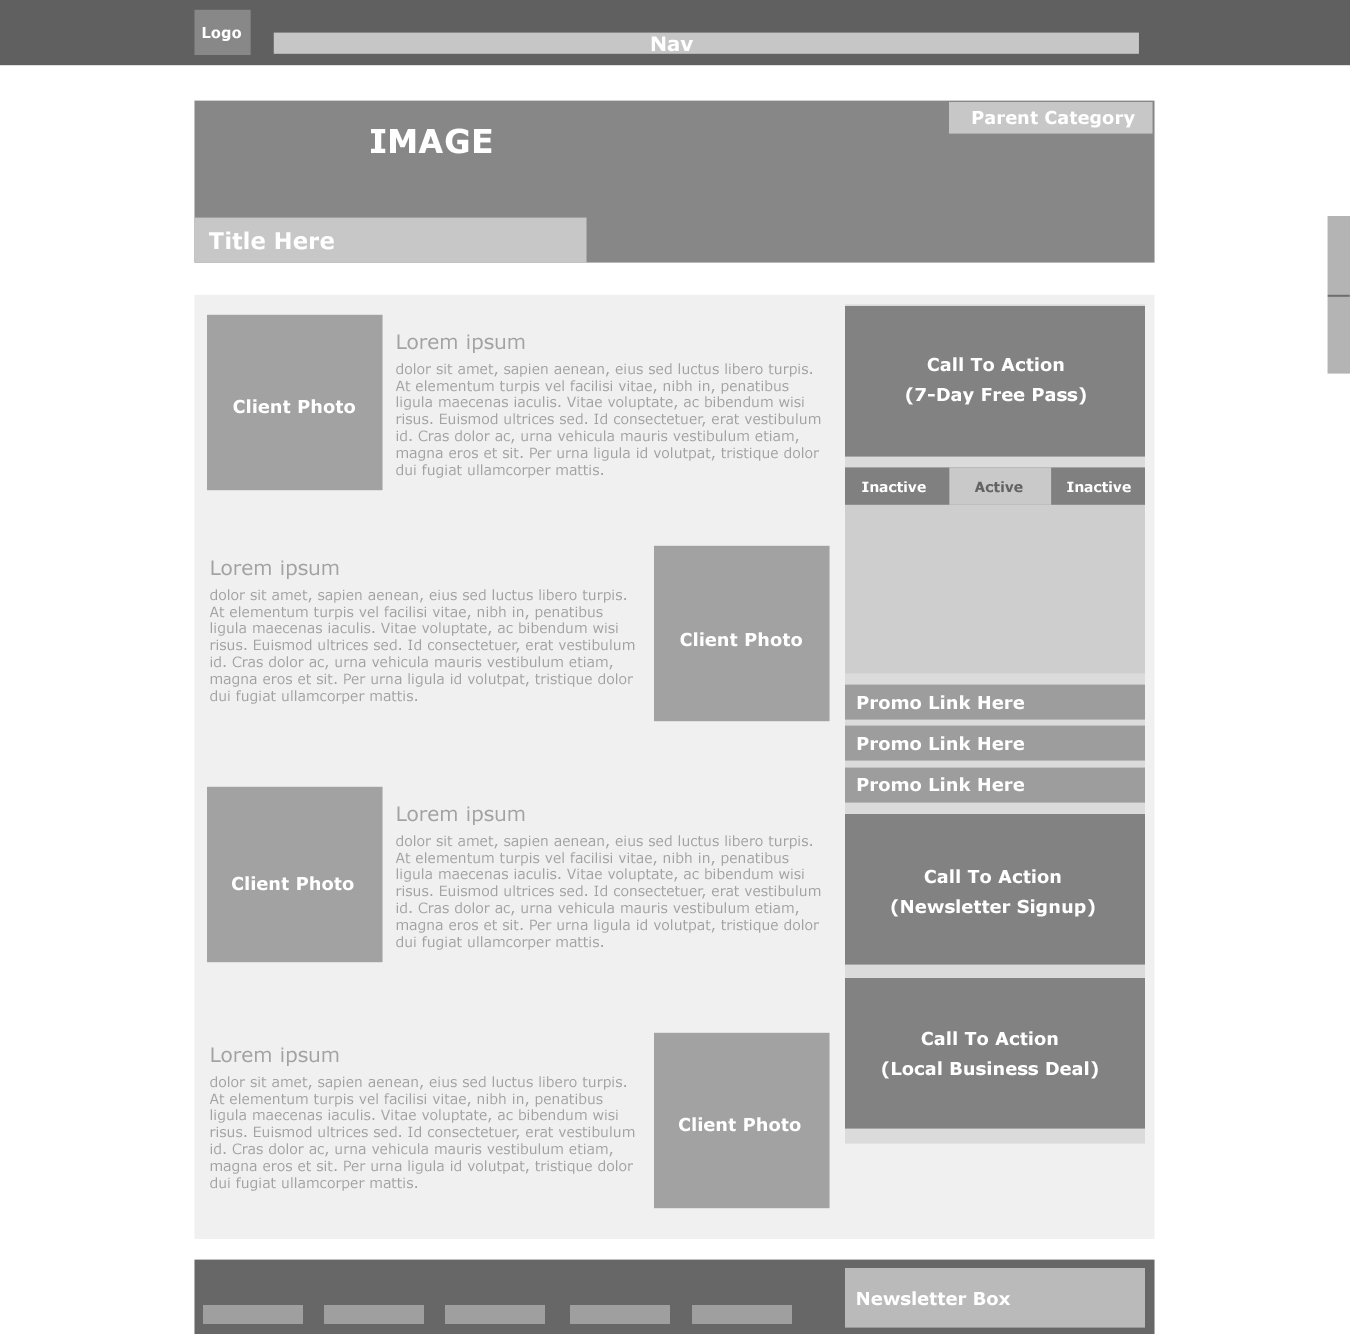 Logo
Nav
IMAGE
Parent Category
Title Here
Lorem ipsum
dolor sit amet, sapien aenean, eius sed luctus libero turpis.
At elementum turpis vel facilisi vitae, nibh in, penatibus
ligula maecenas iaculis. Vitae voluptate, ac bibendum wisi
risus. Euismod ultrices sed. Id consectetuer, erat vestibulum
id. Cras dolor ac, urna vehicula mauris vestibulum etiam,
magna eros et sit. Per urna ligula id volutpat, tristique dolor
dui fugiat ullamcorper mattis.
Client Photo
Lorem ipsum
dolor sit amet, sapien aenean, eius sed luctus libero turpis.
At elementum turpis vel facilisi vitae, nibh in, penatibus
ligula maecenas iaculis. Vitae voluptate, ac bibendum wisi
risus. Euismod ultrices sed. Id consectetuer, erat vestibulum
id. Cras dolor ac, urna vehicula mauris vestibulum etiam,
magna eros et sit. Per urna ligula id volutpat, tristique dolor
dui fugiat ullamcorper mattis.
Client Photo
Lorem ipsum
dolor sit amet, sapien aenean, eius sed luctus libero turpis.
At elementum turpis vel facilisi vitae, nibh in, penatibus
ligula maecenas iaculis. Vitae voluptate, ac bibendum wisi
risus. Euismod ultrices sed. Id consectetuer, erat vestibulum
id. Cras dolor ac, urna vehicula mauris vestibulum etiam,
magna eros et sit. Per urna ligula id volutpat, tristique dolor
dui fugiat ullamcorper mattis.
Client Photo
Lorem ipsum
dolor sit amet, sapien aenean, eius sed luctus libero turpis.
At elementum turpis vel facilisi vitae, nibh in, penatibus
ligula maecenas iaculis. Vitae voluptate, ac bibendum wisi
risus. Euismod ultrices sed. Id consectetuer, erat vestibulum
id. Cras dolor ac, urna vehicula mauris vestibulum etiam,
magna eros et sit. Per urna ligula id volutpat, tristique dolor
dui fugiat ullamcorper mattis.
Client Photo
Call To Action
(7-Day Free Pass)
Inactive Active Inactive
Promo Link Here
Promo Link Here
Promo Link Here
Call To Action
(Newsletter Signup)
Call To Action
(Local Business Deal)
Newsletter Box